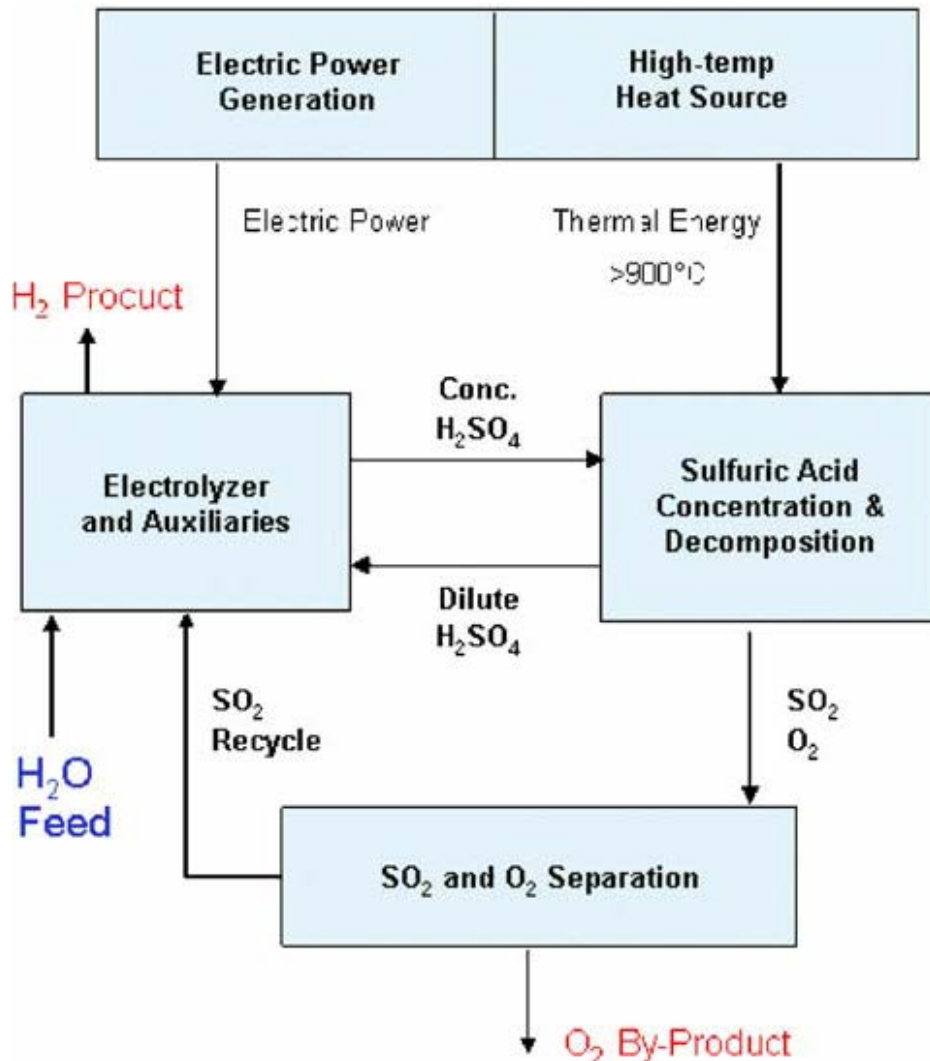 Electric Power
Generation
High-temp
Heat Source
Electric Power
Thermal Energy
>900°C
H₂ Procuct
Conc.
H₂SO₄
Electrolyzer
and Auxiliaries
Sulfuric Acid
Concentration &
Decomposition
Dilute
H₂SO₄
SO₂
Recycle
SO₂
O₂
H₂O
Feed
SO₂ and O₂ Separation
O₂ By-Product